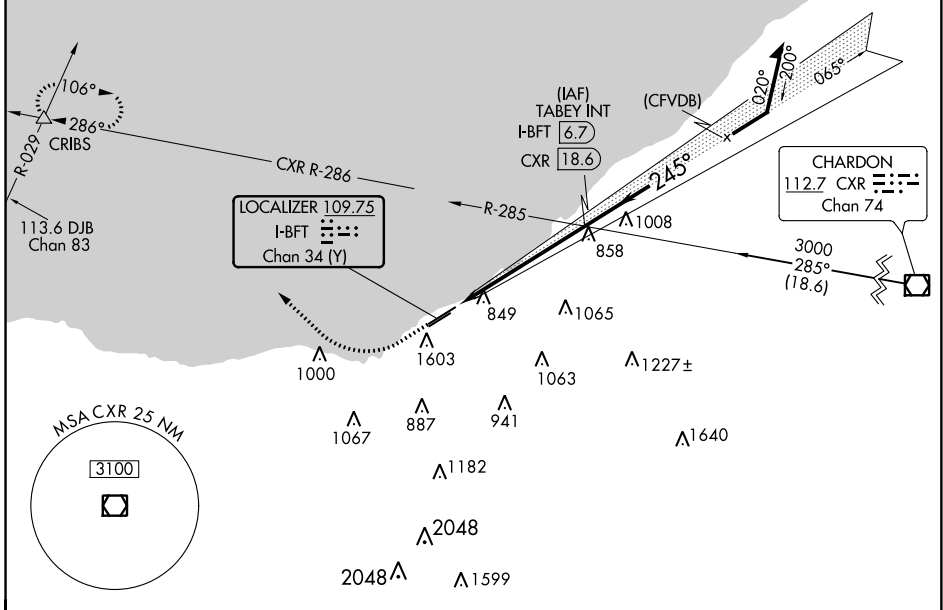 106°
286°
CRIBS
R-029
113.6 DJB
Chan 83
CXR R-286
LOCALIZER 109.75
I-BFT
Chan 34 (Y)
(IAF)
TABEY INT
I-BFT 6.7
CXR 18.6
(CFVDB)
020°
200°
065°
245°
R-285
CHARDON
112.7 CXR
Chan 74
3000
285°
(18.6)
1008
858
849
1065
1603
1000
1063
1227±
1067
887
941
1640
1182
2048
2048
1599
MSA CXR 25 NM
3100